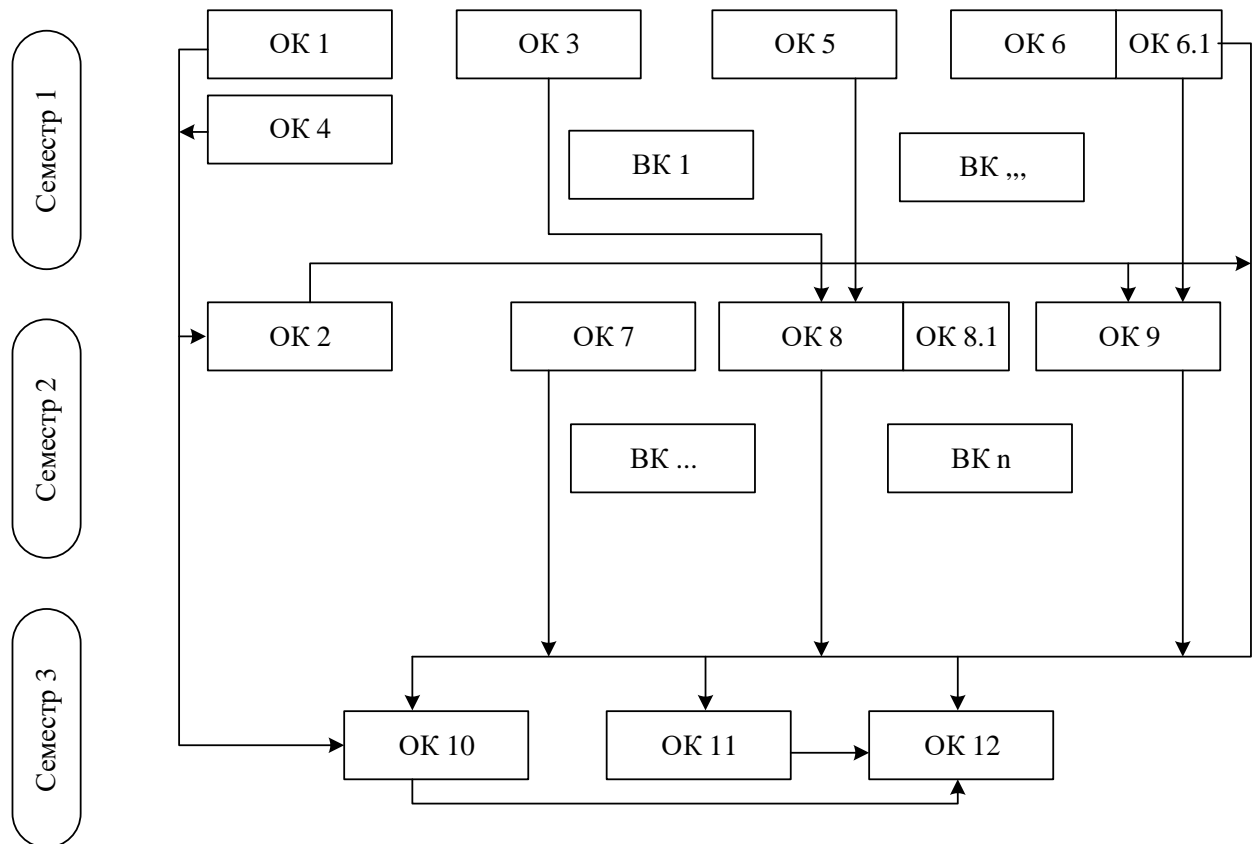 Семестр 1
ОК 1
ОК 3
ОК 5
ОК 6
ОК 6.1
ОК 4
ВК 1
ВК ,,,
Семестр 2
ОК 2
ОК 7
ОК 8
ОК 8.1
ОК 9
ВК ...
ВК n
Семестр 3
ОК 10
ОК 11
ОК 12